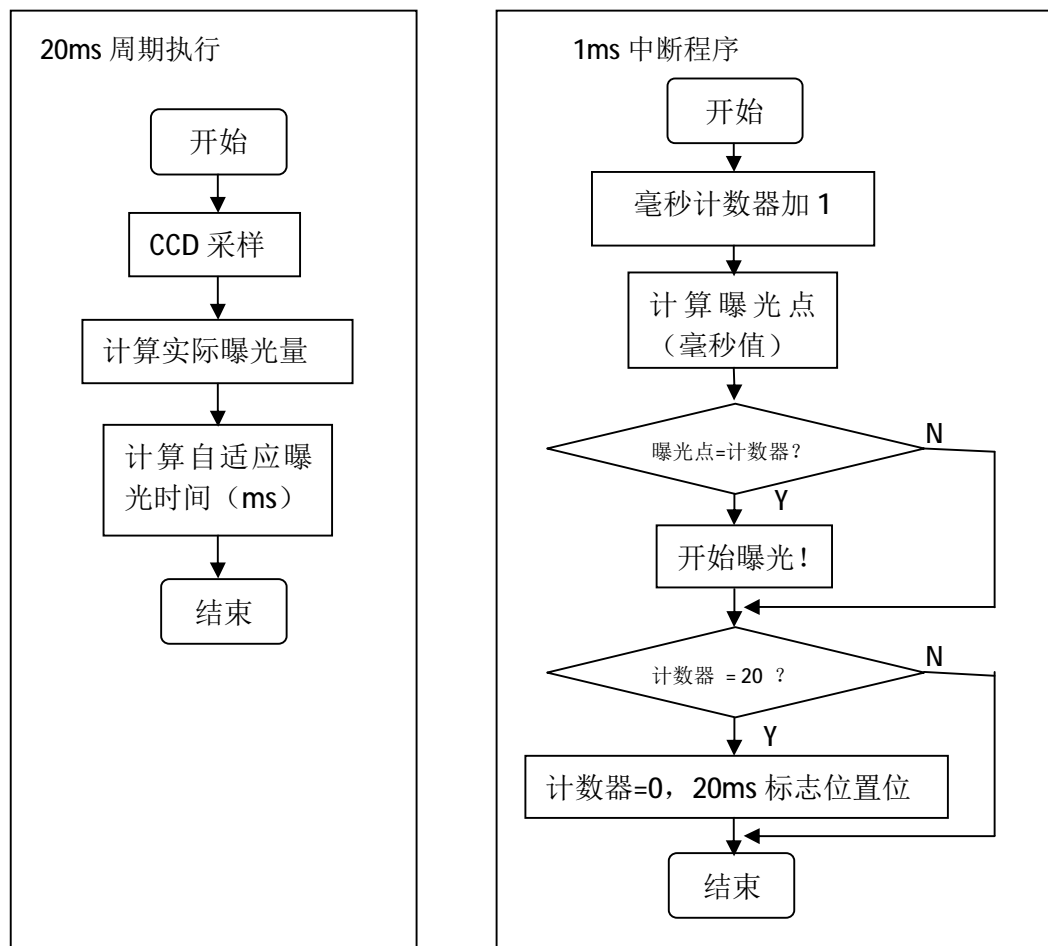 20ms 周期执行
开始
CCD 采样
计算实际曝光量
计算自适应曝
光时间（ms）
结束
1ms 中断程序
开始
毫秒计数器加 1
计算曝光点
（毫秒值）
曝光点=计数器？
N
Y
开始曝光！
计数器 = 20 ？
N
Y
计数器=0，20ms 标志位置位
结束